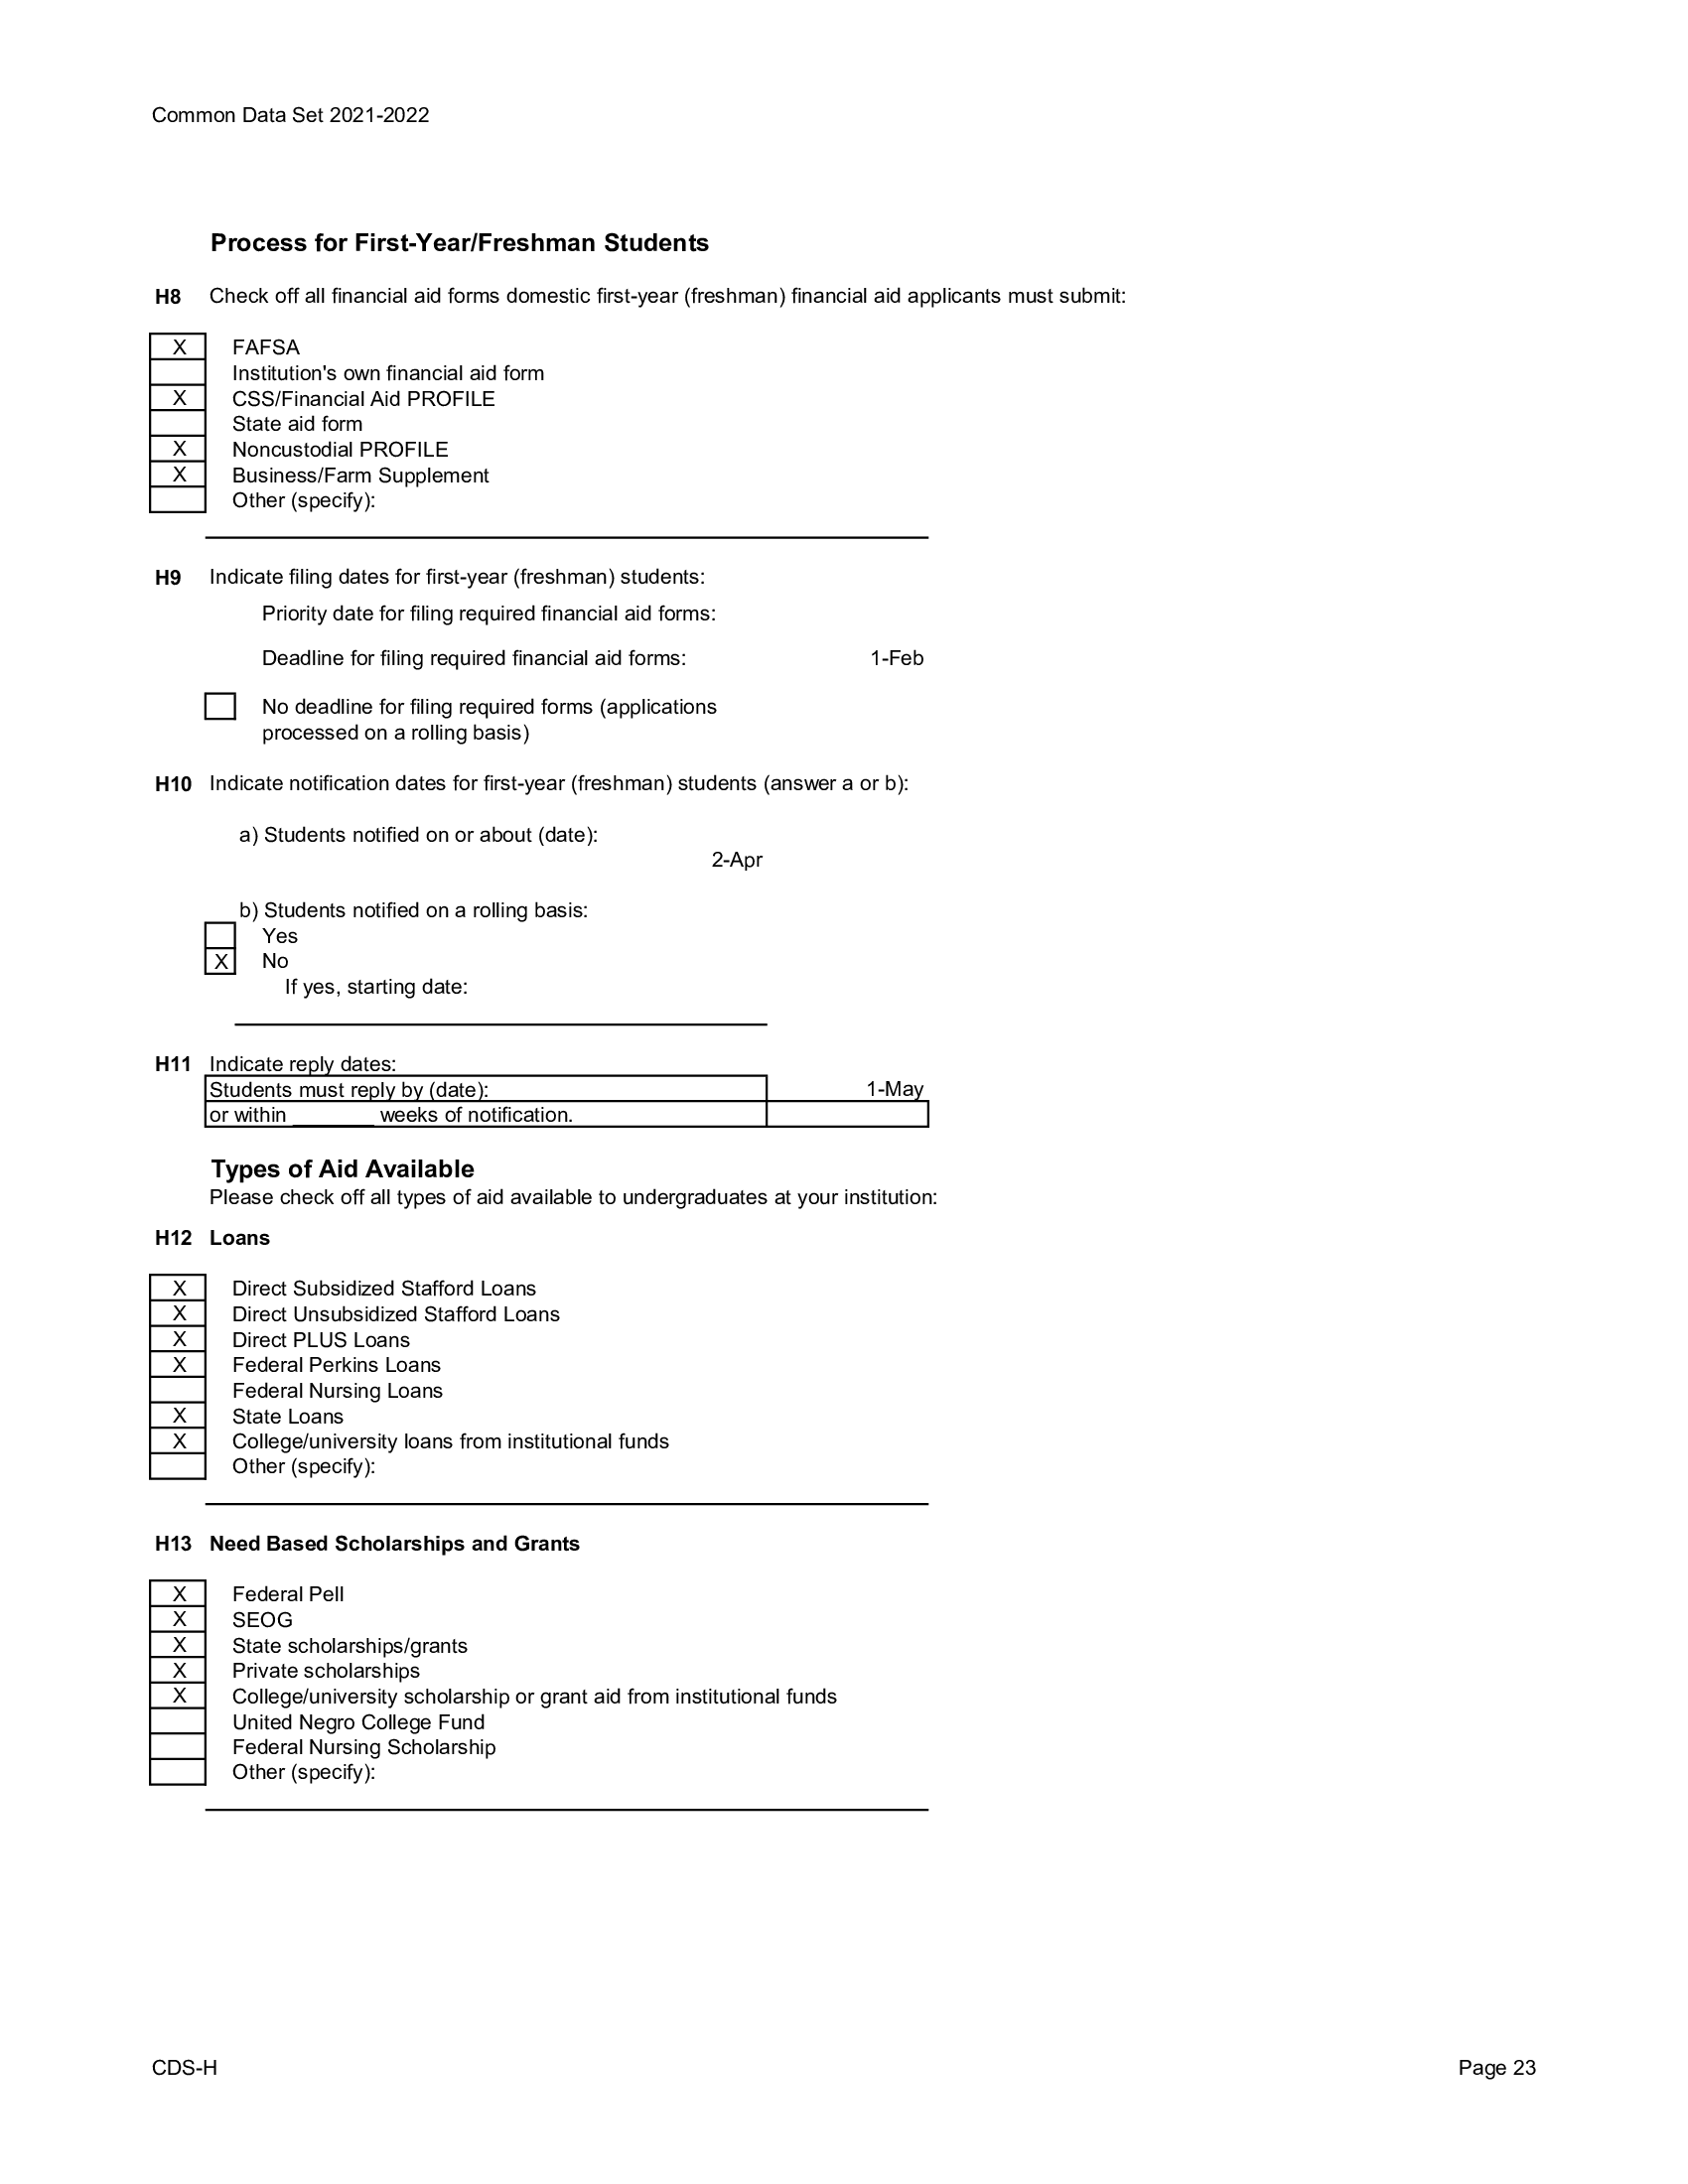 Common Data Set 2021-2022
Process for First-Year/Freshman Students
H8 Check off all financial aid forms domestic first-year (freshman) financial aid applicants must submit:
X FAFSA
Institution's own financial aid form
X CSS/Financial Aid PROFILE
State aid form
X Noncustodial PROFILE
X Business/Farm Supplement
Other (specify):
H9 Indicate filing dates for first-year (freshman) students:
Priority date for filing required financial aid forms:
Deadline for filing required financial aid forms: 1-Feb
No deadline for filing required forms (applications
processed on a rolling basis)
H10 Indicate notification dates for first-year (freshman) students (answer a or b):
a) Students notified on or about (date):
2-Apr
b) Students notified on a rolling basis:
Yes
X No
If yes, starting date:
H11 Indicate reply dates:
Students must reply by (date): 1-May
or within _______ weeks of notification.
Types of Aid Available
Please check off all types of aid available to undergraduates at your institution:
H12 Loans
X Direct Subsidized Stafford Loans
X Direct Unsubsidized Stafford Loans
X Direct PLUS Loans
X Federal Perkins Loans
Federal Nursing Loans
X State Loans
X College/university loans from institutional funds
Other (specify):
H13 Need Based Scholarships and Grants
X Federal Pell
X SEOG
X State scholarships/grants
X Private scholarships
X College/university scholarship or grant aid from institutional funds
United Negro College Fund
Federal Nursing Scholarship
Other (specify):
CDS-H Page 23